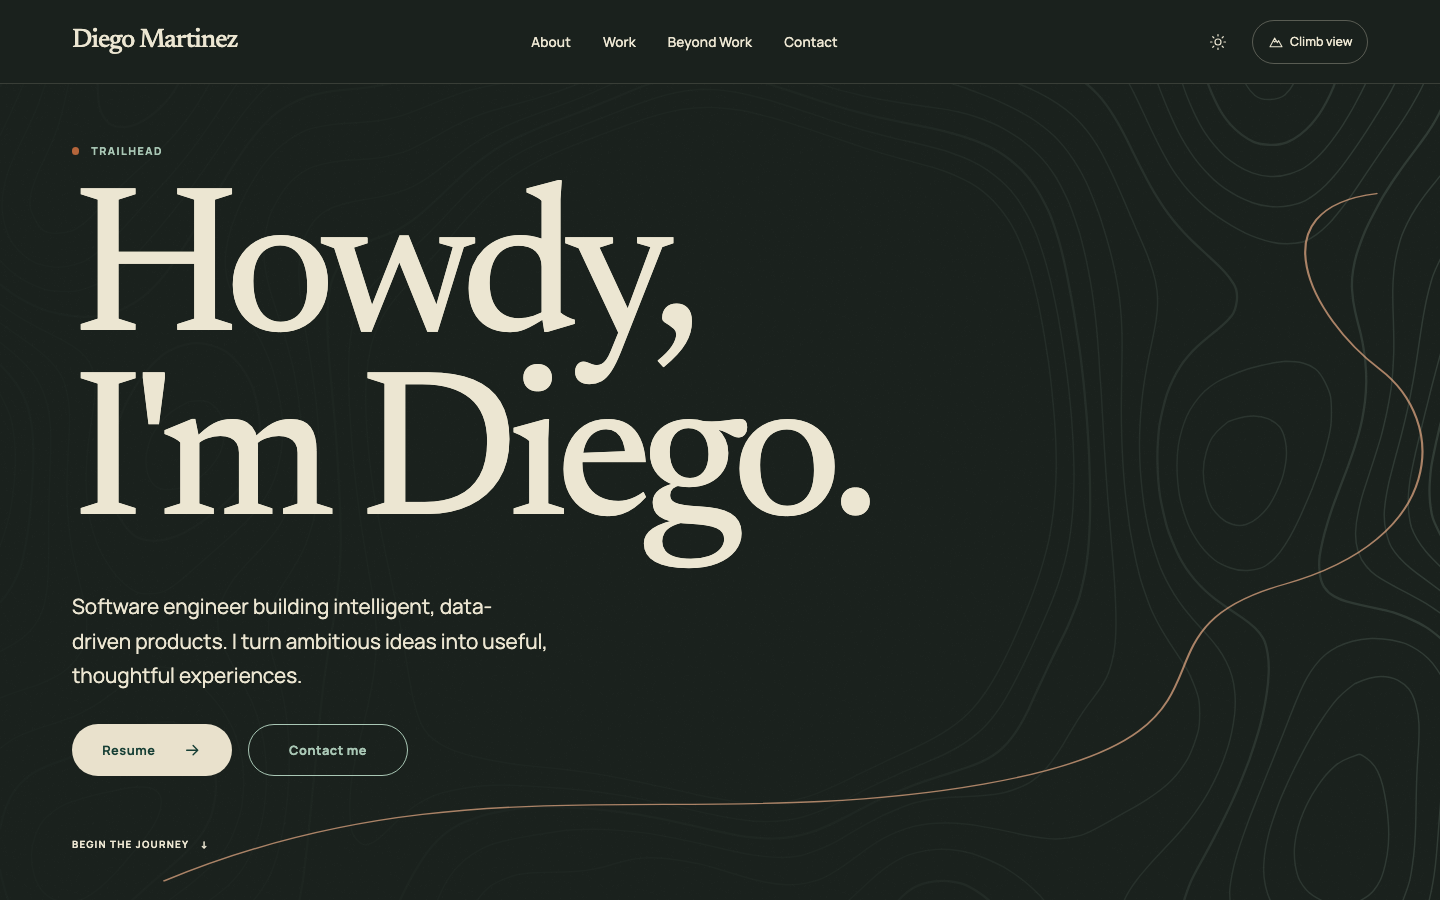 Diego Martinez
About
Work
Beyond Work
Contact
Climb view
TRAILHEAD
Howdy,
I'm Diego.
Software engineer building intelligent, data-
driven products. I turn ambitious ideas into useful,
thoughtful experiences.
Resume →
Contact me
BEGIN THE JOURNEY ↓